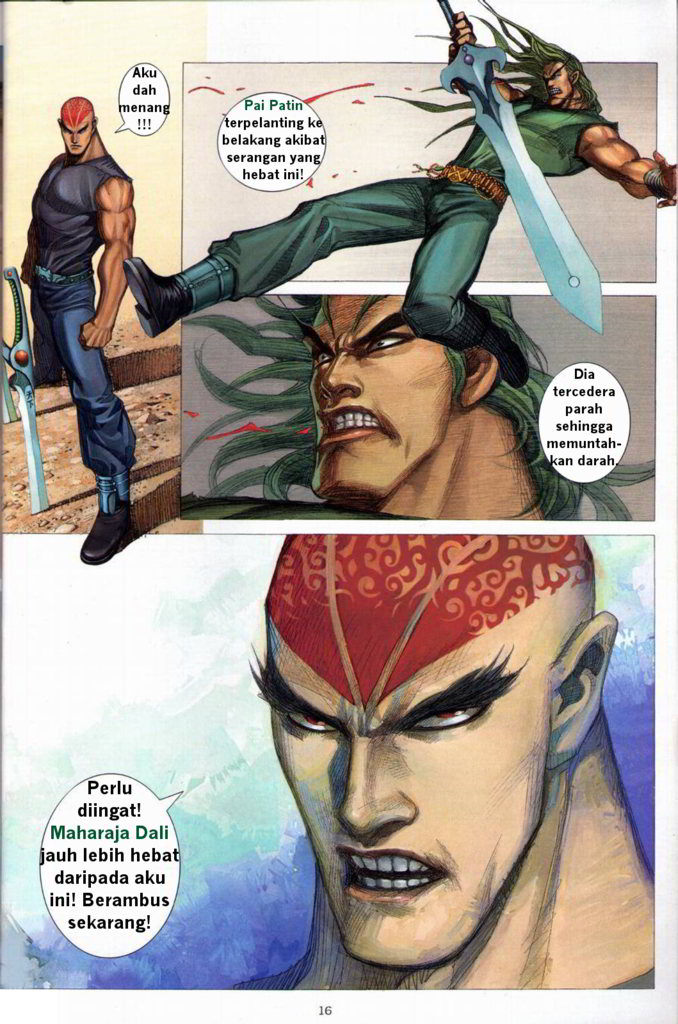 Aku
dah
menang
!!!
Pai Patin
terpelanting ke
belakang akibat
serangan yang
hebat ini!
Dia
tercedera
parah
sehingga
memuntah-
kan darah.
Perlu
diingat!
Maharaja Dali
jauh lebih hebat
daripada aku
ini! Berambus
sekarang!
16